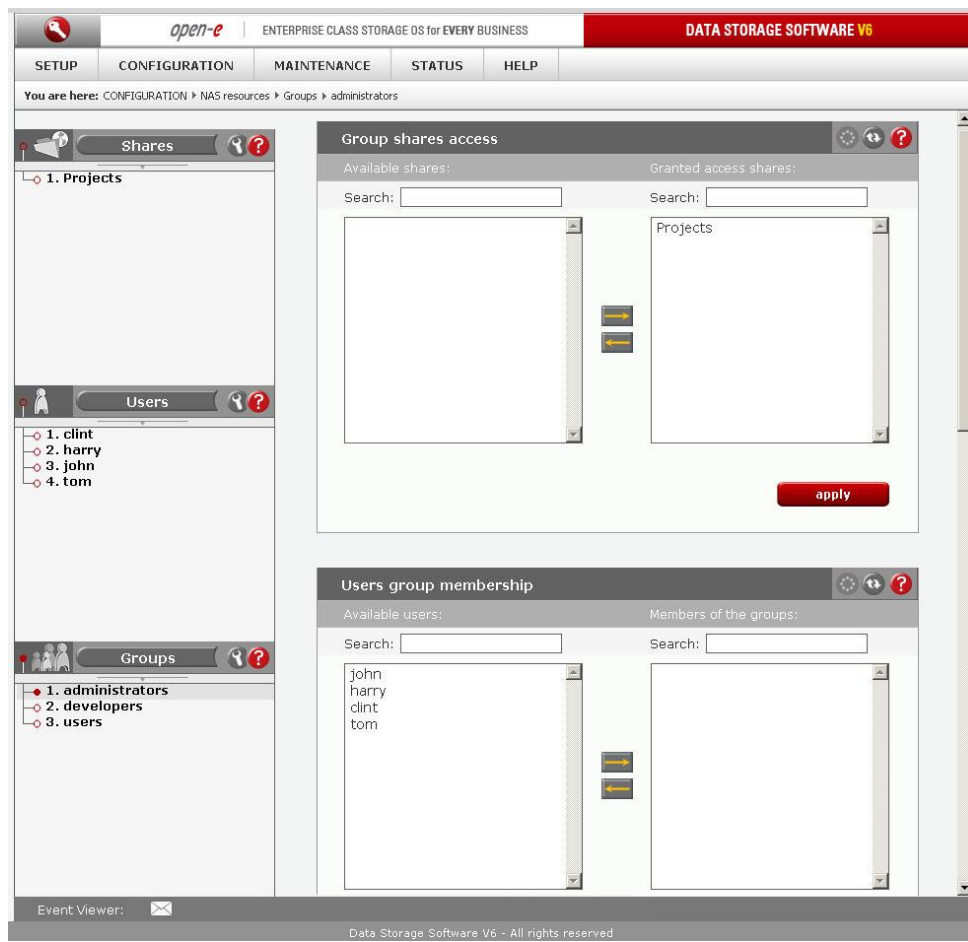 open-e ENTERPRISE CLASS STORAGE OS for EVERY BUSINESS DATA STORAGE SOFTWARE V6
SETUP CONFIGURATION MAINTENANCE STATUS HELP
You are here: CONFIGURATION NAS resources Groups administrators
Shares ?
1. Projects
Users ?
1. clint
2. harry
3. john
4. tom
Groups ?
1. administrators
2. developers
3. users
Group shares access ?
Available shares: Granted access shares:
Search: Search:
Projects
apply
Users group membership ?
Available users: Members of the groups:
Search: Search:
john
harry
clint
tom
Event Viewer:
Data Storage Software V6 - All rights reserved